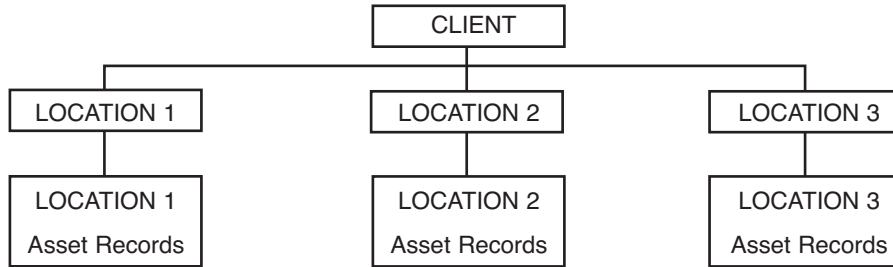 CLIENT
LOCATION 1
LOCATION 2
LOCATION 3
LOCATION 1
Asset Records
LOCATION 2
Asset Records
LOCATION 3
Asset Records